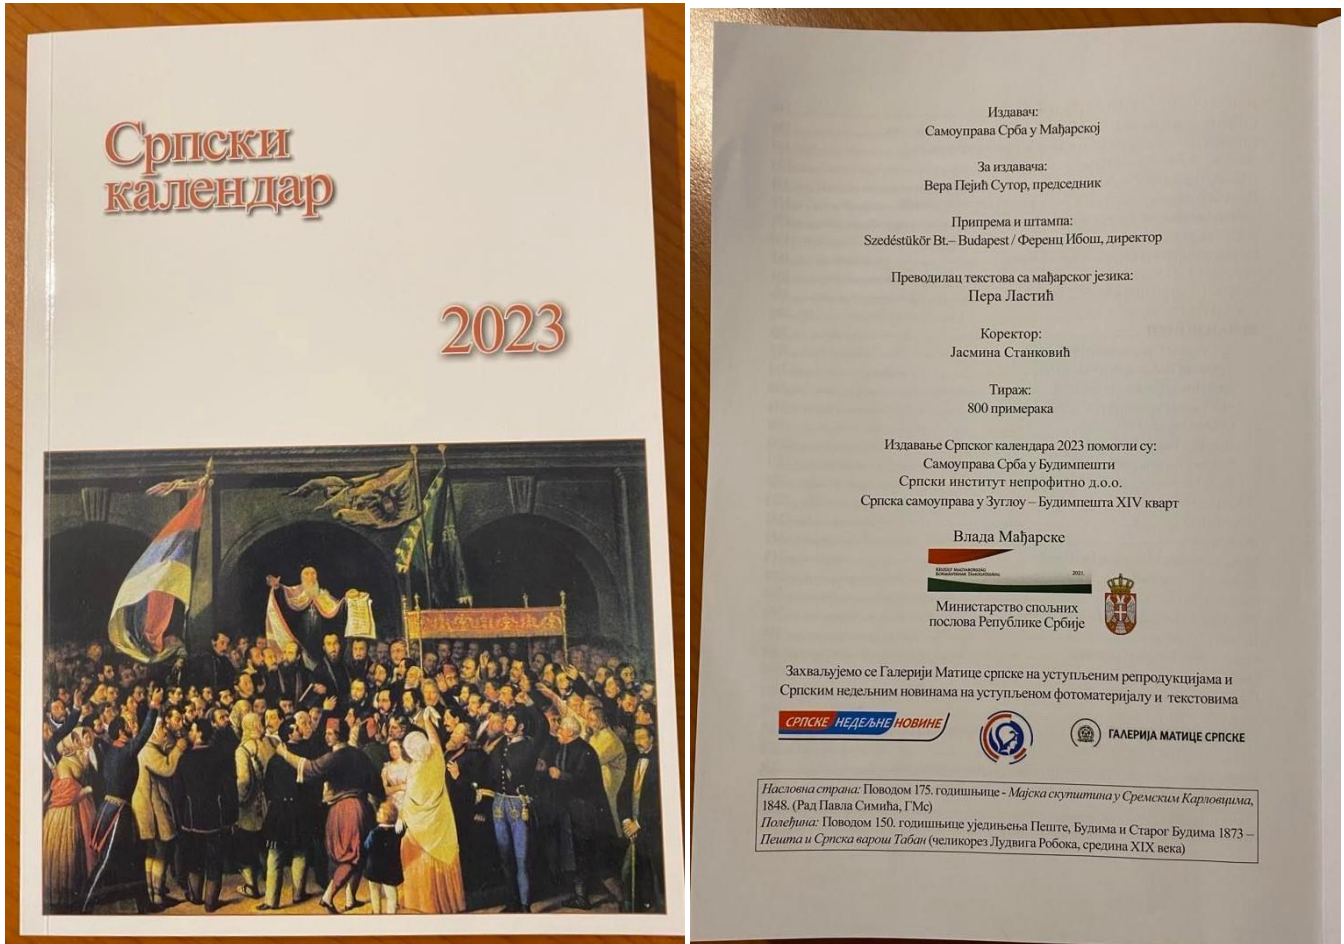 Српски
календар
2023
Издавач:
Самоуправа Срба у Мађарској
За издавача:
Вера Пејић Сутор, председник
Припрема и штампа:
Szedéstükör Bt.– Budapest / Ференц Ибош, директор
Преводилац текстова са мађарског језика:
Пера Ластић
Коректор:
Јасмина Станковић
Тираж:
800 примерака
Издавање Српског календара 2023 помогли су:
Самоуправа Срба у Будимпешти
Српски институт непрофитно д.о.о.
Српска самоуправа у Зуглоу – Будимпешта XIV кварт
Влада Мађарске
KÉSZÜLT MAGYARORSZÁG
KORMÁNYÁNAK TÁMOGATÁSÁVAL
2021.
Министарство спољних
послова Републике Србије
Захваљујемо се Галерији Матице српске на уступљеним репродукцијама и
Српским недељним новинама на уступљеном фотоматеријалу и текстовима
СРПСКЕ НЕДЕЉНЕ НОВИНЕ
ГАЛЕРИЈА МАТИЦЕ СРПСКЕ
Насловна страна: Поводом 175. годишњице - Мајска скупштина у Сремским Карловцима,
1848. (Рад Павла Симића, ГМс)
Полеђина: Поводом 150. годишњице уједињења Пеште, Будима и Старог Будима 1873 –
Пешта и Српска варош Табан (челикорез Лудвига Робока, средина XIX века)